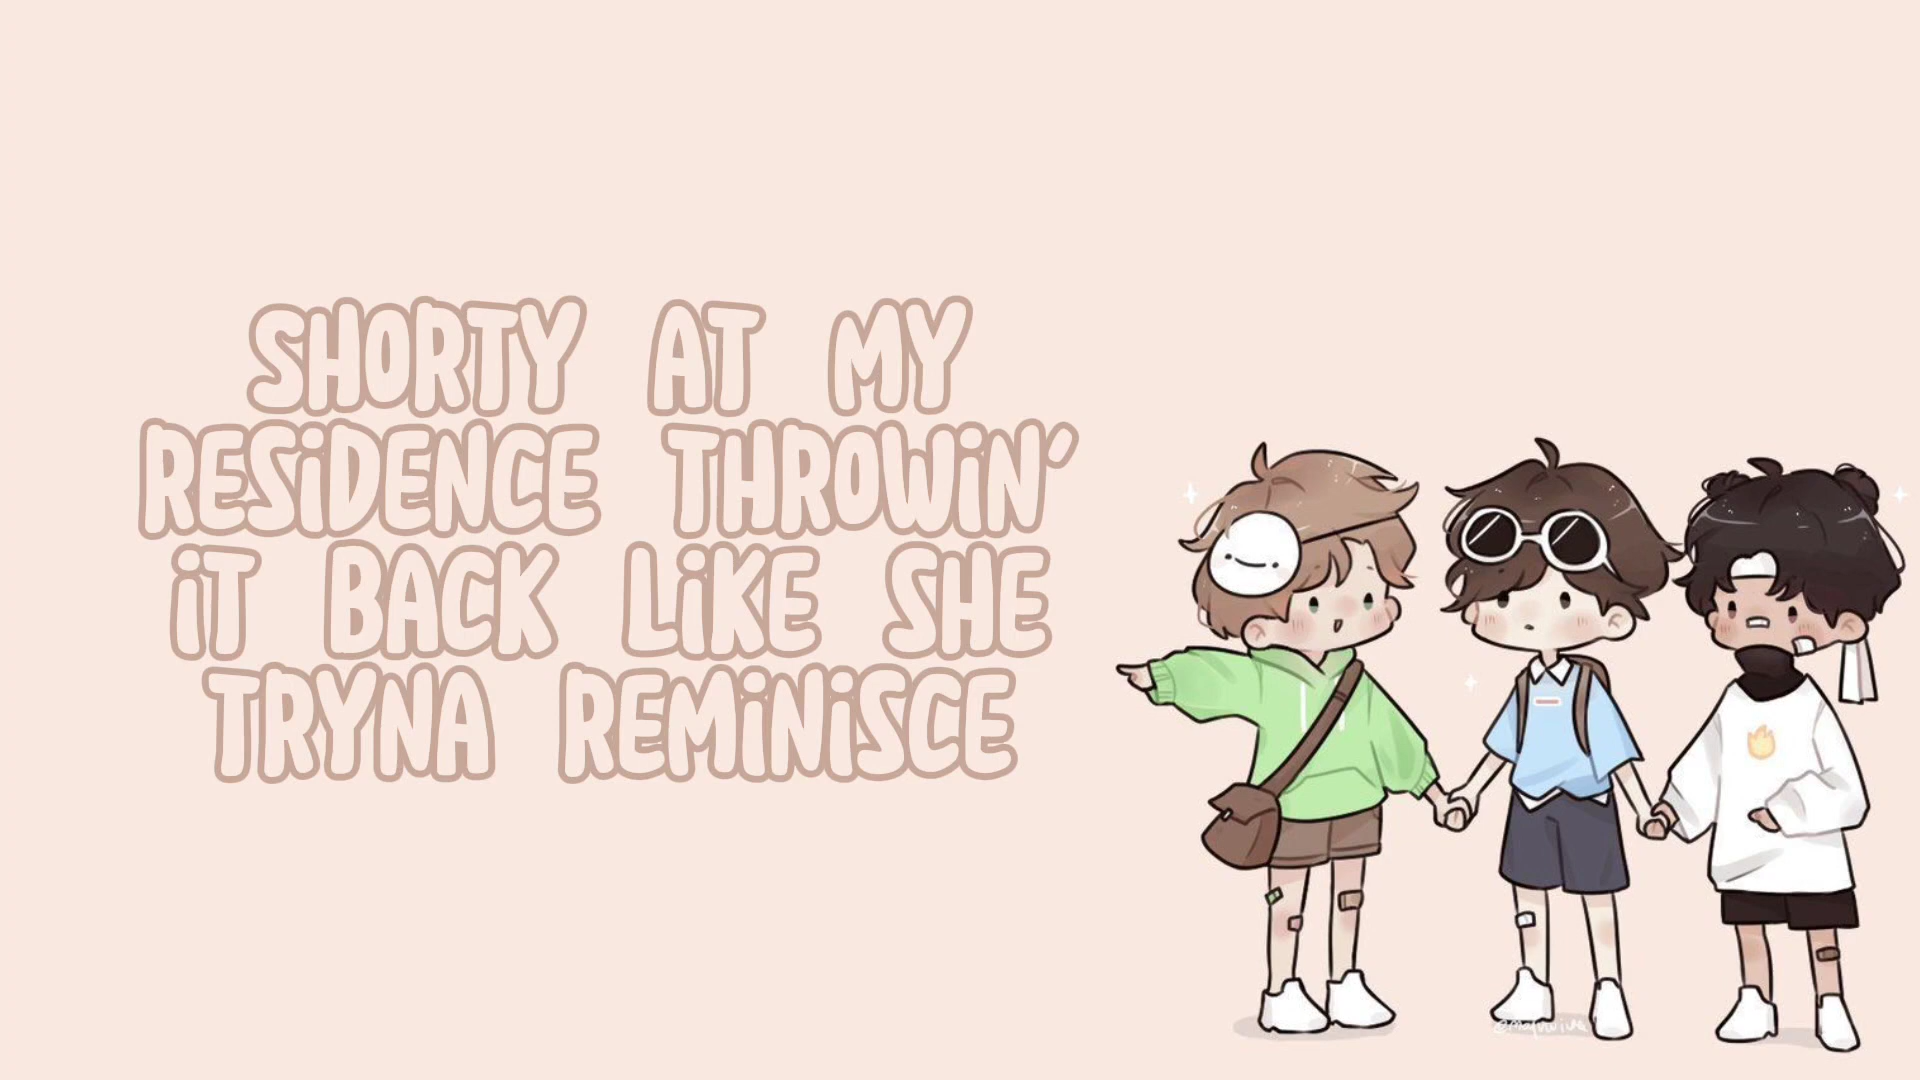 SHORTY AT MY
RESiDENCE THROWiN'
iT BACK LiKE SHE
TRYNA REMiNiSCE